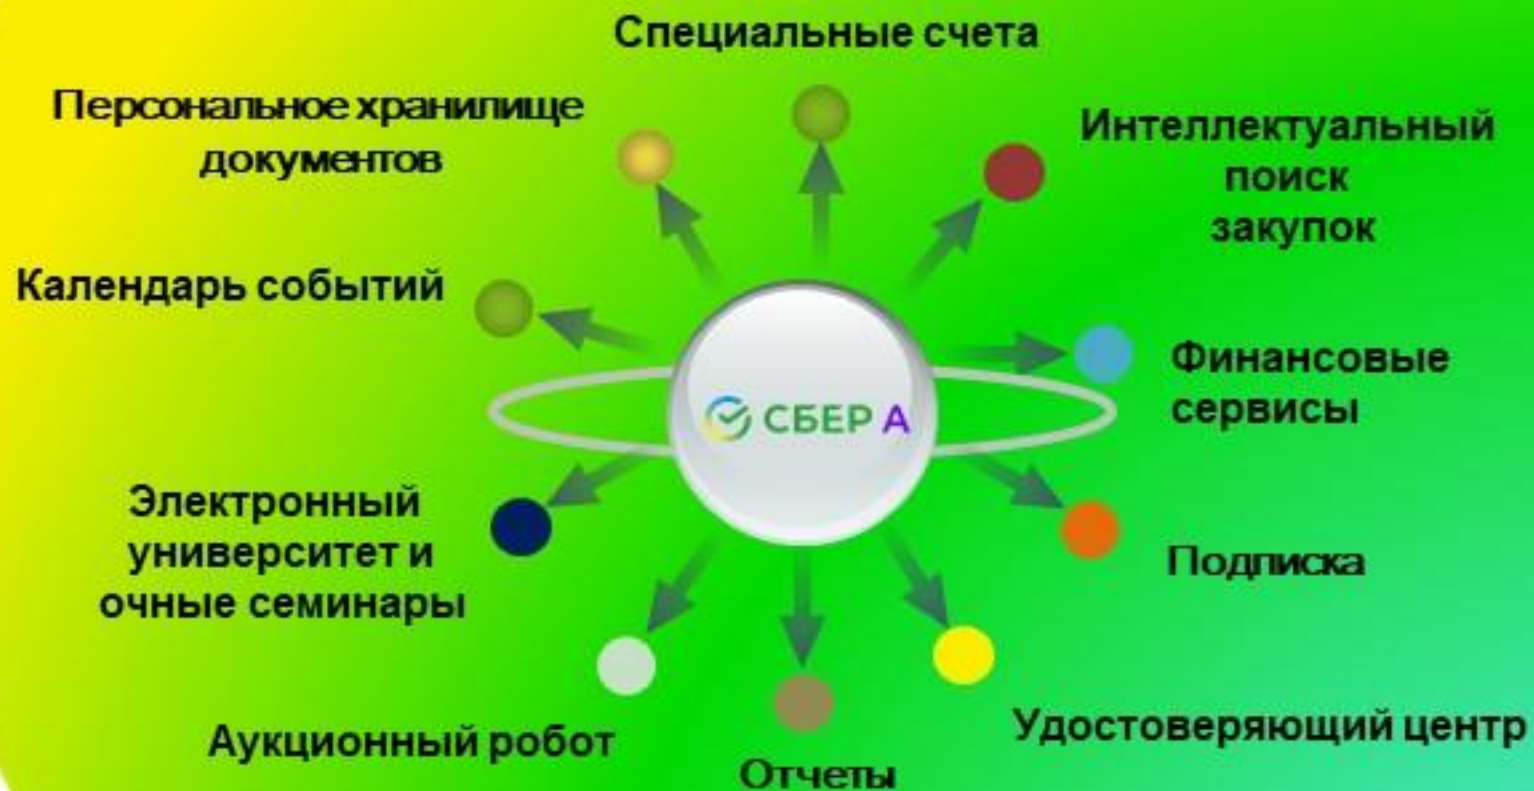 Специальные счета
Персональное хранилище
документов
Интеллектуальный
поиск
закупок
Календарь событий
Финансовые
сервисы
СБЕР А
Электронный
университет и
очные семинары
Подписка
Аукционный робот
Удостоверяющий центр
Отчеты